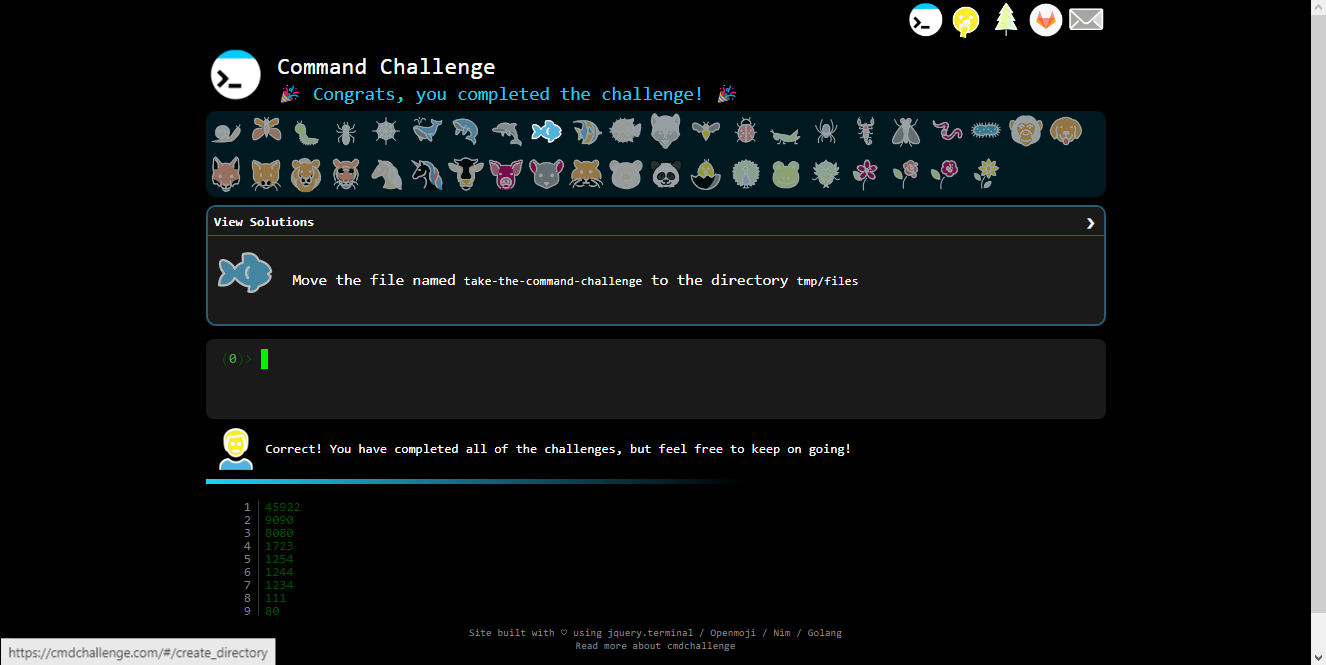 Command Challenge
🎉 Congrats, you completed the challenge! 🎉
View Solutions ❯
Move the file named take-the-command-challenge to the directory tmp/files
(0)>
Correct! You have completed all of the challenges, but feel free to keep on going!
1 45922
2 9090
3 8080
4 1723
5 1254
6 1244
7 1234
8 111
9 80
Site built with ♡ using jquery.terminal / Openmoji / Nim / Golang
Read more about cmdchallenge
https://cmdchallenge.com/#/create_directory